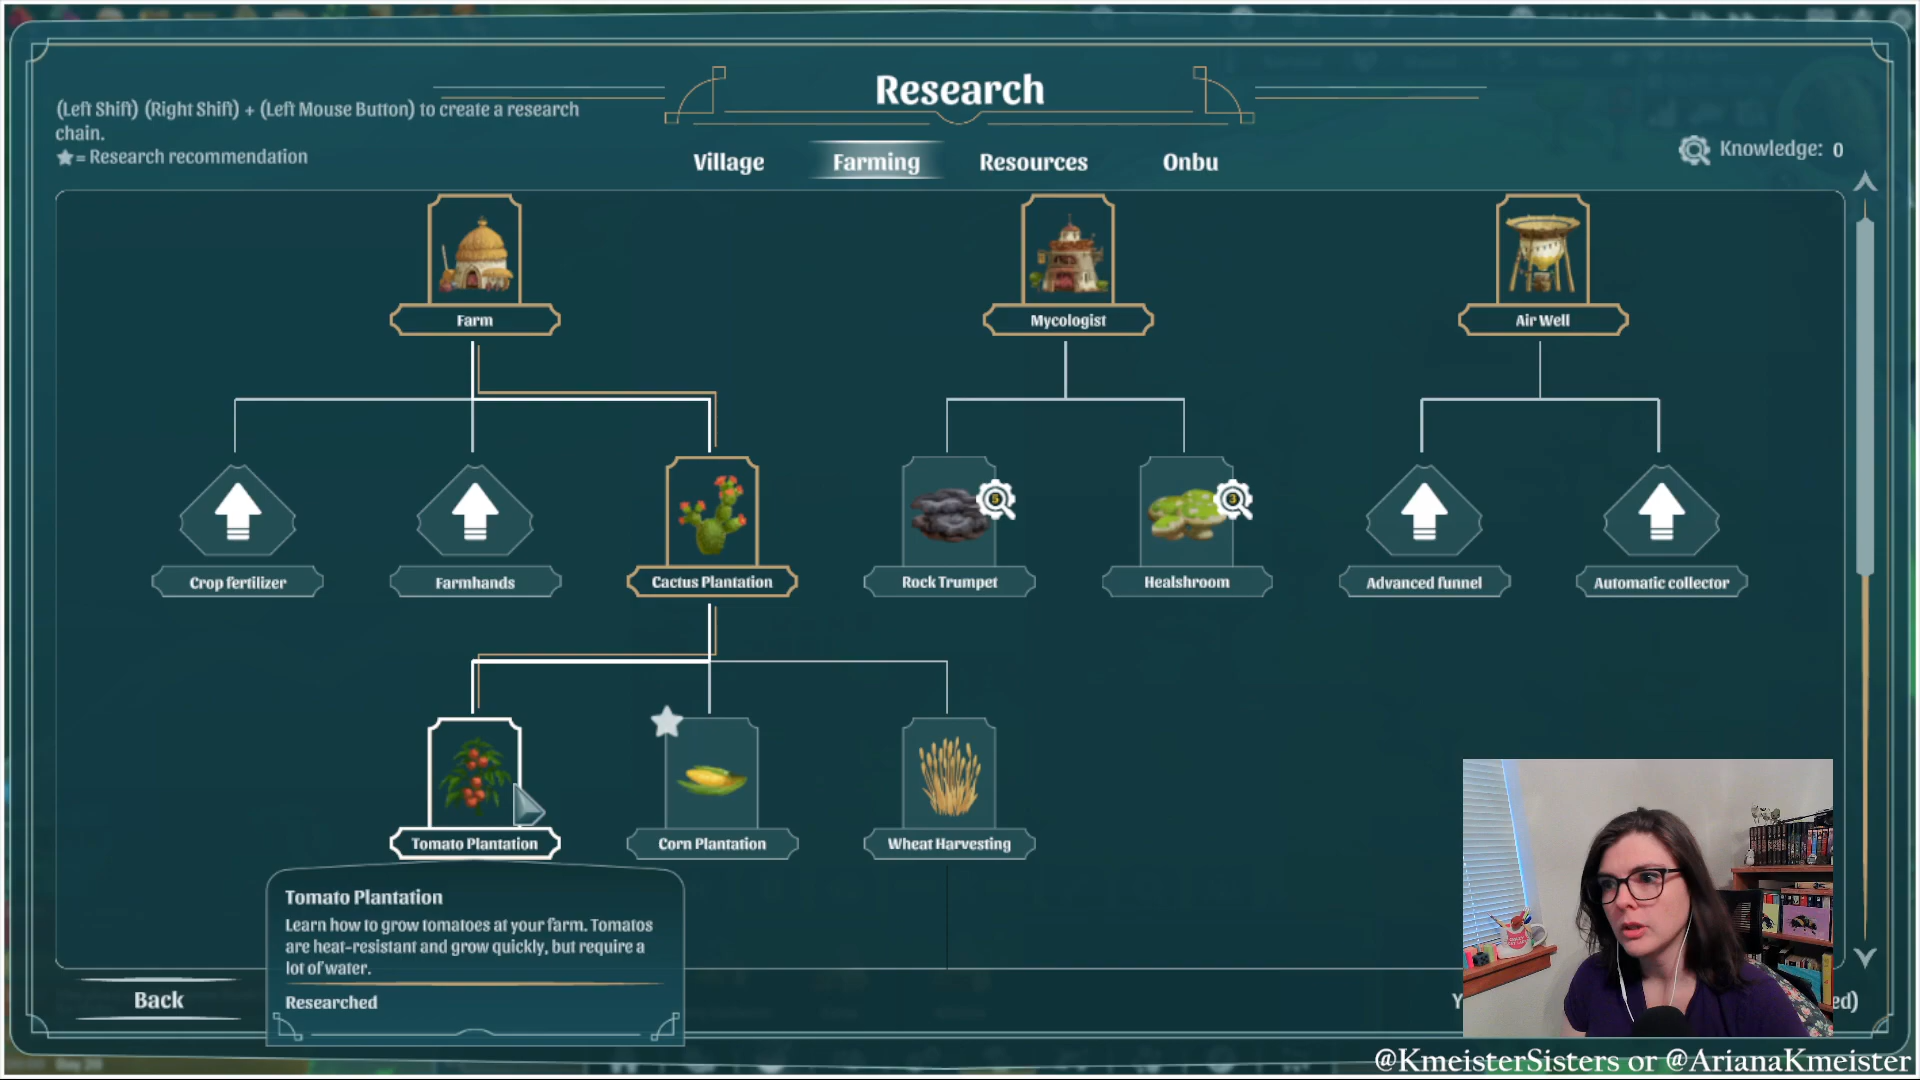 Research
(Left Shift) (Right Shift) + (Left Mouse Button) to create a research
chain.
= Research recommendation
Village Farming Resources Onbu
Knowledge: 0
Farm Mycologist Air Well
5 3
Crop fertilizer Farmhands Cactus Plantation Rock Trumpet Healshroom Advanced funnel Automatic collector
Tomato Plantation Corn Plantation Wheat Harvesting
Tomato Plantation
Learn how to grow tomatoes at your farm. Tomatos
are heat-resistant and grow quickly, but require a
lot of water.
Researched
Back
@KmeisterSisters or @ArianaKmeister